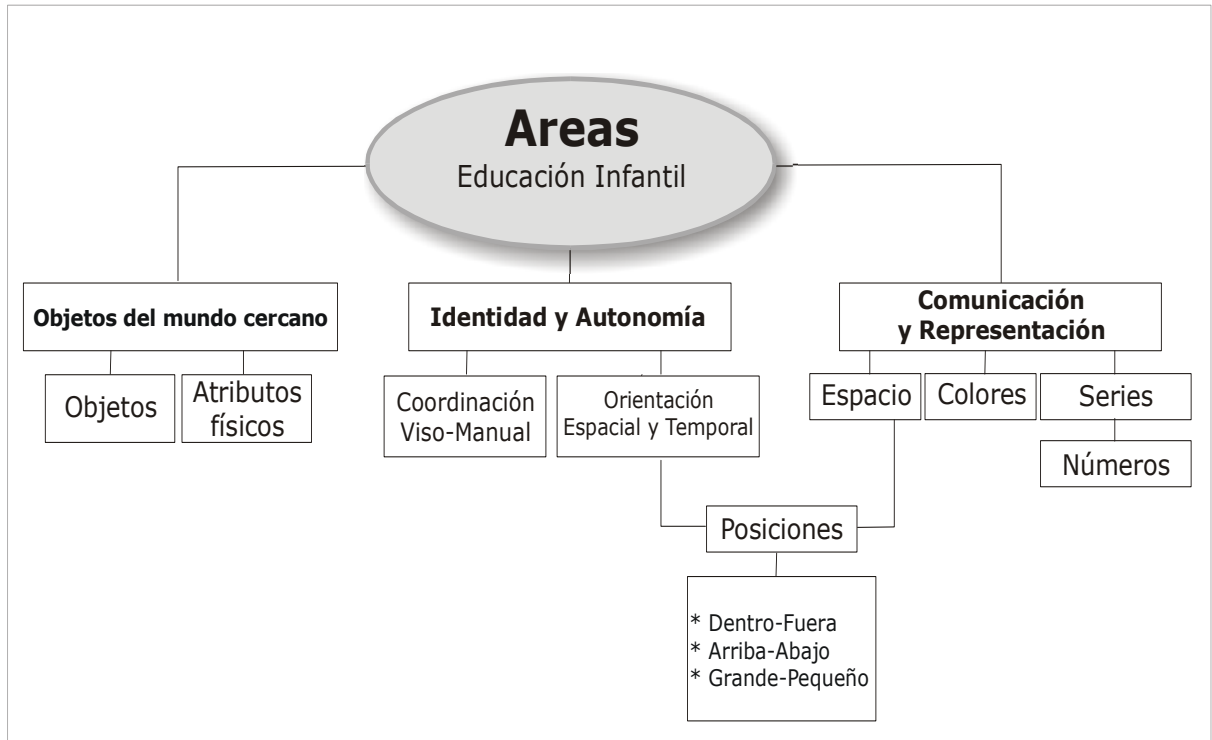 Areas
Educación Infantil
Objetos del mundo cercano
Objetos
Atributos
físicos
Identidad y Autonomía
Coordinación
Viso-Manual
Orientación
Espacial y Temporal
Comunicación
y Representación
Espacio
Colores
Series
Números
Posiciones
* Dentro-Fuera
* Arriba-Abajo
* Grande-Pequeño